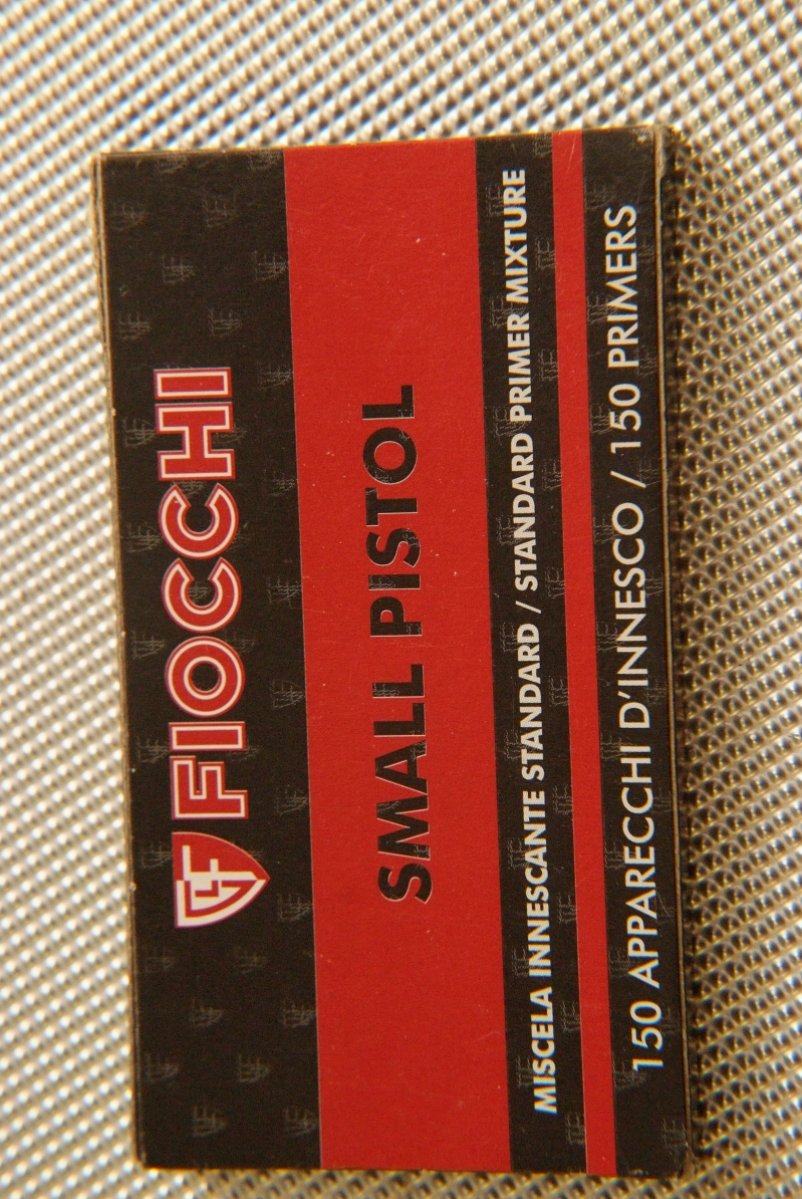 FIOCCHI
SMALL PISTOL
MISCELA INNESCANTE STANDARD / STANDARD PRIMER MIXTURE
150 APPARECCHI D'INNESCO / 150 PRIMERS